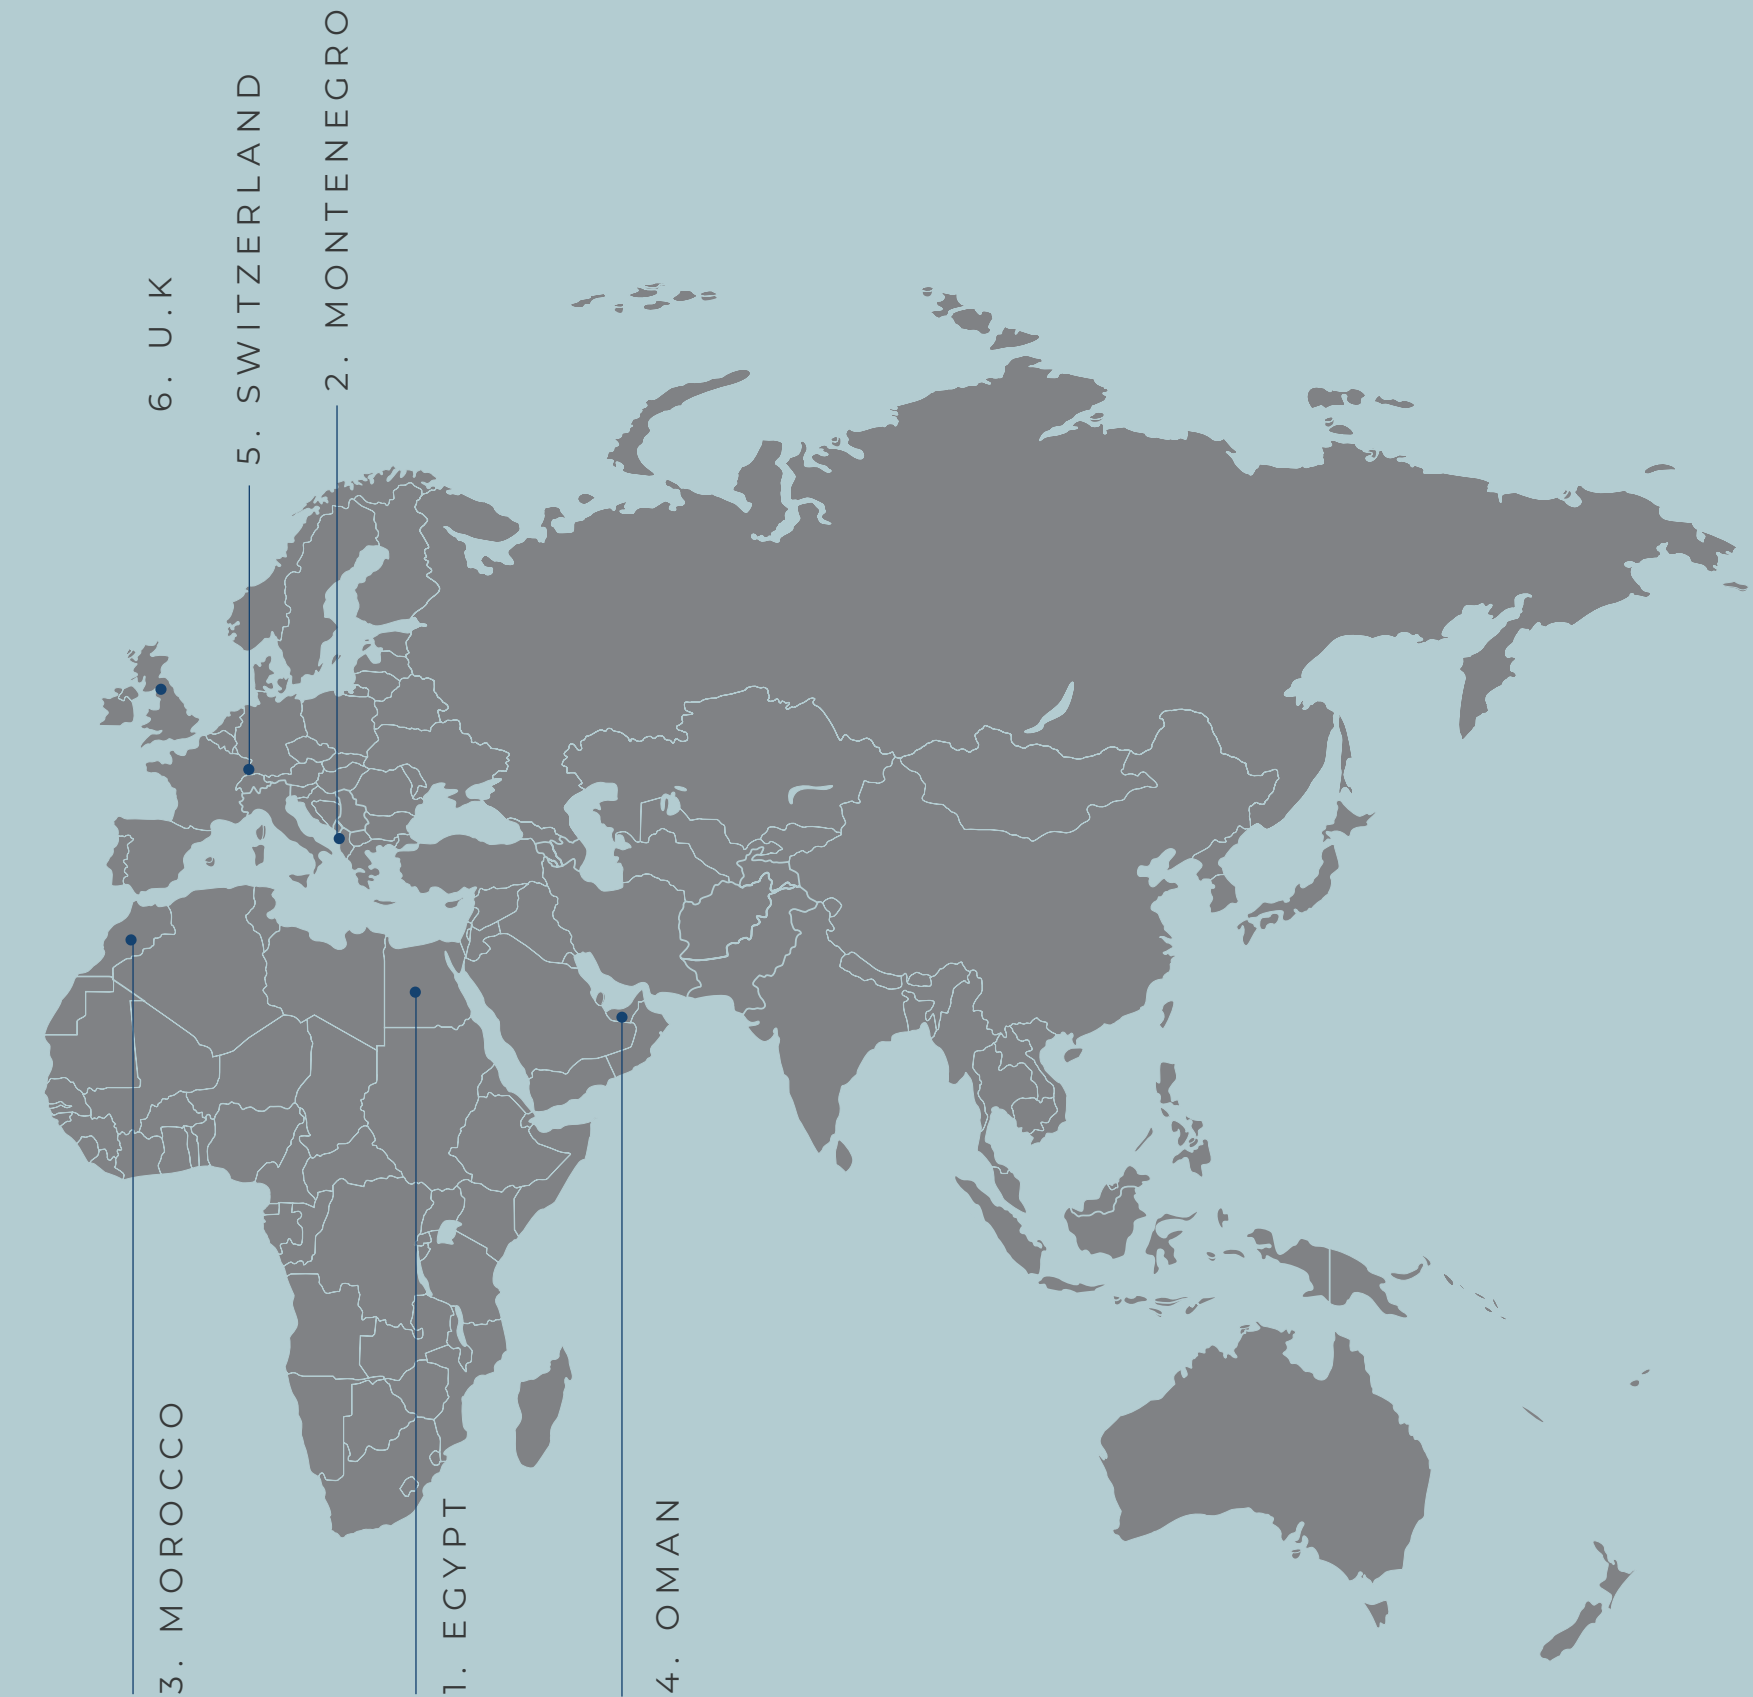 6. U.K
5. SWITZERLAND
2. MONTENEGRO
3. MOROCCO
1. EGYPT
4. OMAN